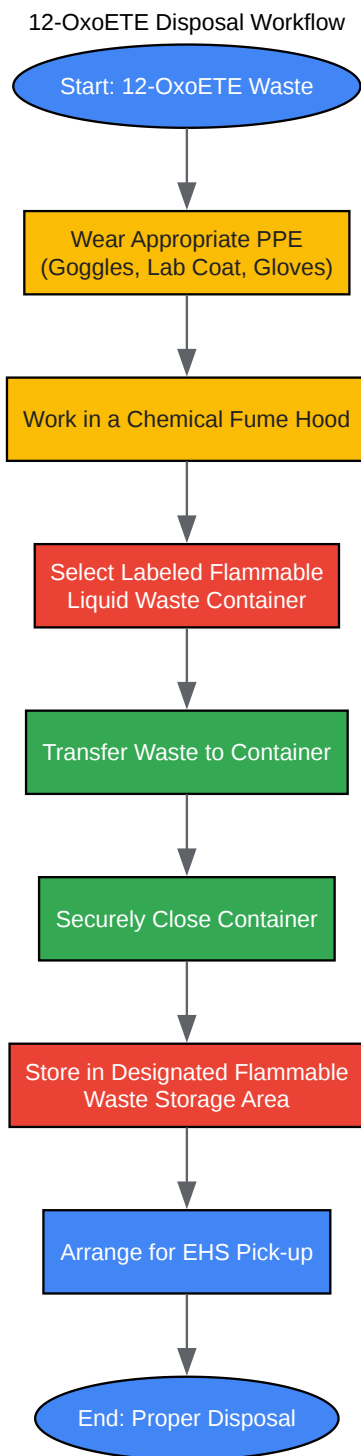 12-OxoETE Disposal Workflow
Start: 12-OxoETE Waste
Wear Appropriate PPE
(Goggles, Lab Coat, Gloves)
Work in a Chemical Fume Hood
Select Labeled Flammable
Liquid Waste Container
Transfer Waste to Container
Securely Close Container
Store in Designated Flammable
Waste Storage Area
Arrange for EHS Pick-up
End: Proper Disposal